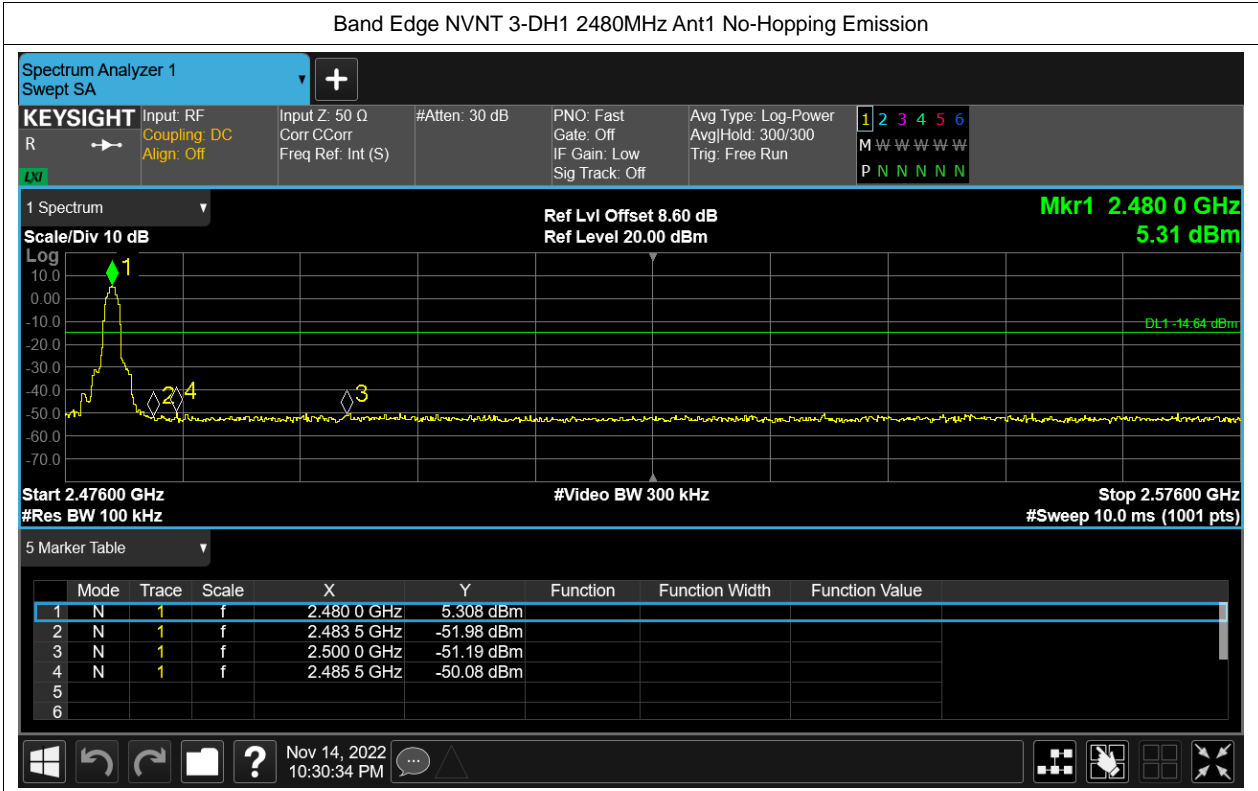 Band Edge NVNT 3-DH1 2480MHz Ant1 No-Hopping Emission
Spectrum Analyzer 1
Swept SA
KEYSIGHT
R
LXI
Input: RF
Coupling: DC
Align: Off
Input Z: 50 Ω
Corr CCorr
Freq Ref: Int (S)
#Atten: 30 dB
PNO: Fast
Gate: Off
IF Gain: Low
Sig Track: Off
Avg Type: Log-Power
Avg|Hold: 300/300
Trig: Free Run
1 2 3 4 5 6
M W W W W W
P N N N N N
1 Spectrum
Scale/Div 10 dB
Ref Lvl Offset 8.60 dB
Ref Level 20.00 dBm
Mkr1 2.480 0 GHz
5.31 dBm
Log
10.0
0.00
-10.0
-20.0
-30.0
-40.0
-50.0
-60.0
-70.0
1
2
4
3
DL1 -14.64 dBm
Start 2.47600 GHz
#Res BW 100 kHz
#Video BW 300 kHz
Stop 2.57600 GHz
#Sweep 10.0 ms (1001 pts)
5 Marker Table
Mode Trace Scale X Y Function Function Width Function Value
1 N 1 f 2.480 0 GHz 5.308 dBm
2 N 1 f 2.483 5 GHz -51.98 dBm
3 N 1 f 2.500 0 GHz -51.19 dBm
4 N 1 f 2.485 5 GHz -50.08 dBm
5
6
Nov 14, 2022
10:30:34 PM